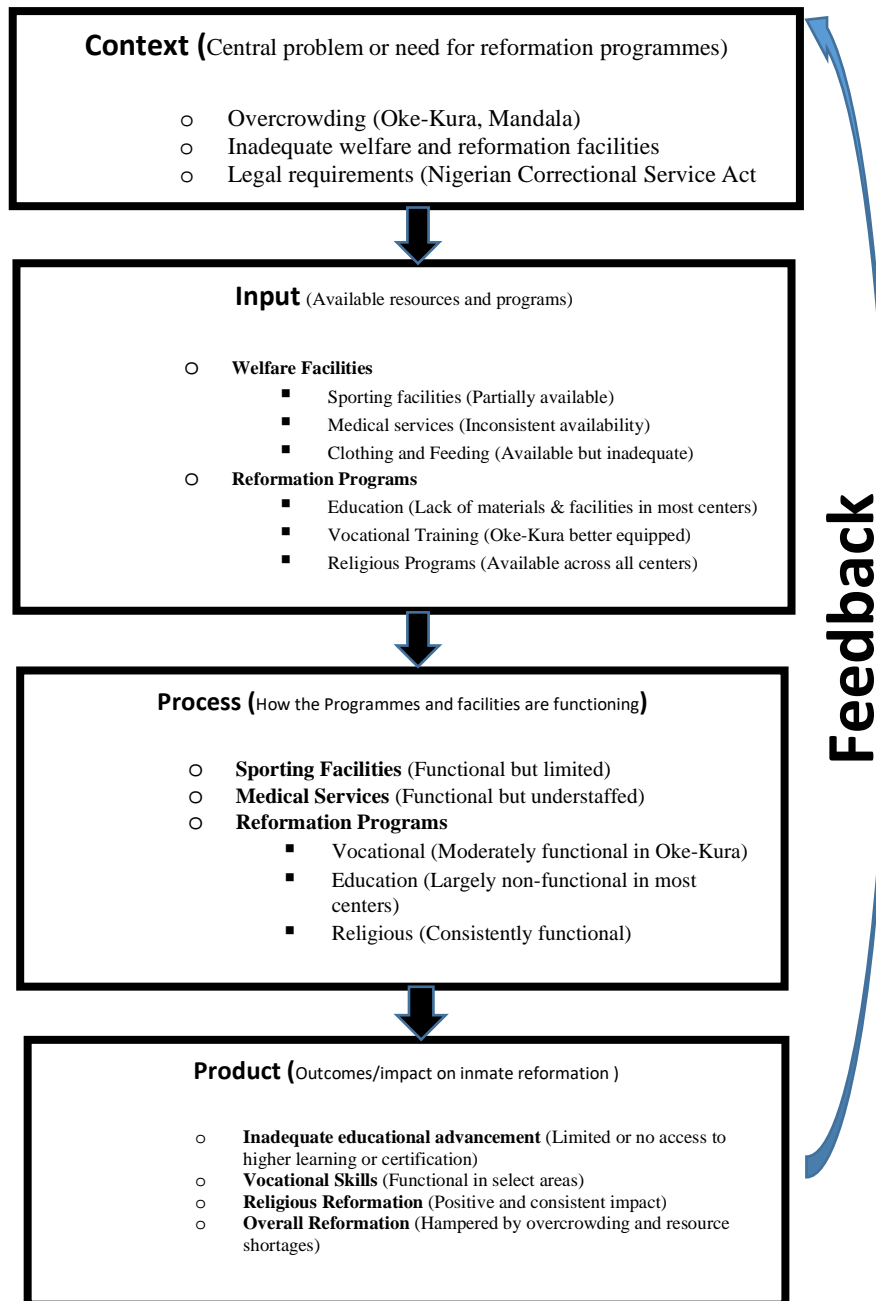 Context (Central problem or need for reformation programmes)
o Overcrowding (Oke-Kura, Mandala)
o Inadequate welfare and reformation facilities
o Legal requirements (Nigerian Correctional Service Act
Input (Available resources and programs)
o Welfare Facilities
▪ Sporting facilities (Partially available)
▪ Medical services (Inconsistent availability)
▪ Clothing and Feeding (Available but inadequate)
o Reformation Programs
▪ Education (Lack of materials & facilities in most centers)
▪ Vocational Training (Oke-Kura better equipped)
▪ Religious Programs (Available across all centers)
Process (How the Programmes and facilities are functioning)
o Sporting Facilities (Functional but limited)
o Medical Services (Functional but understaffed)
o Reformation Programs
▪ Vocational (Moderately functional in Oke-Kura)
▪ Education (Largely non-functional in most
centers)
▪ Religious (Consistently functional)
Product (Outcomes/impact on inmate reformation )
o Inadequate educational advancement (Limited or no access to
higher learning or certification)
o Vocational Skills (Functional in select areas)
o Religious Reformation (Positive and consistent impact)
o Overall Reformation (Hampered by overcrowding and resource
shortages)
Feedback